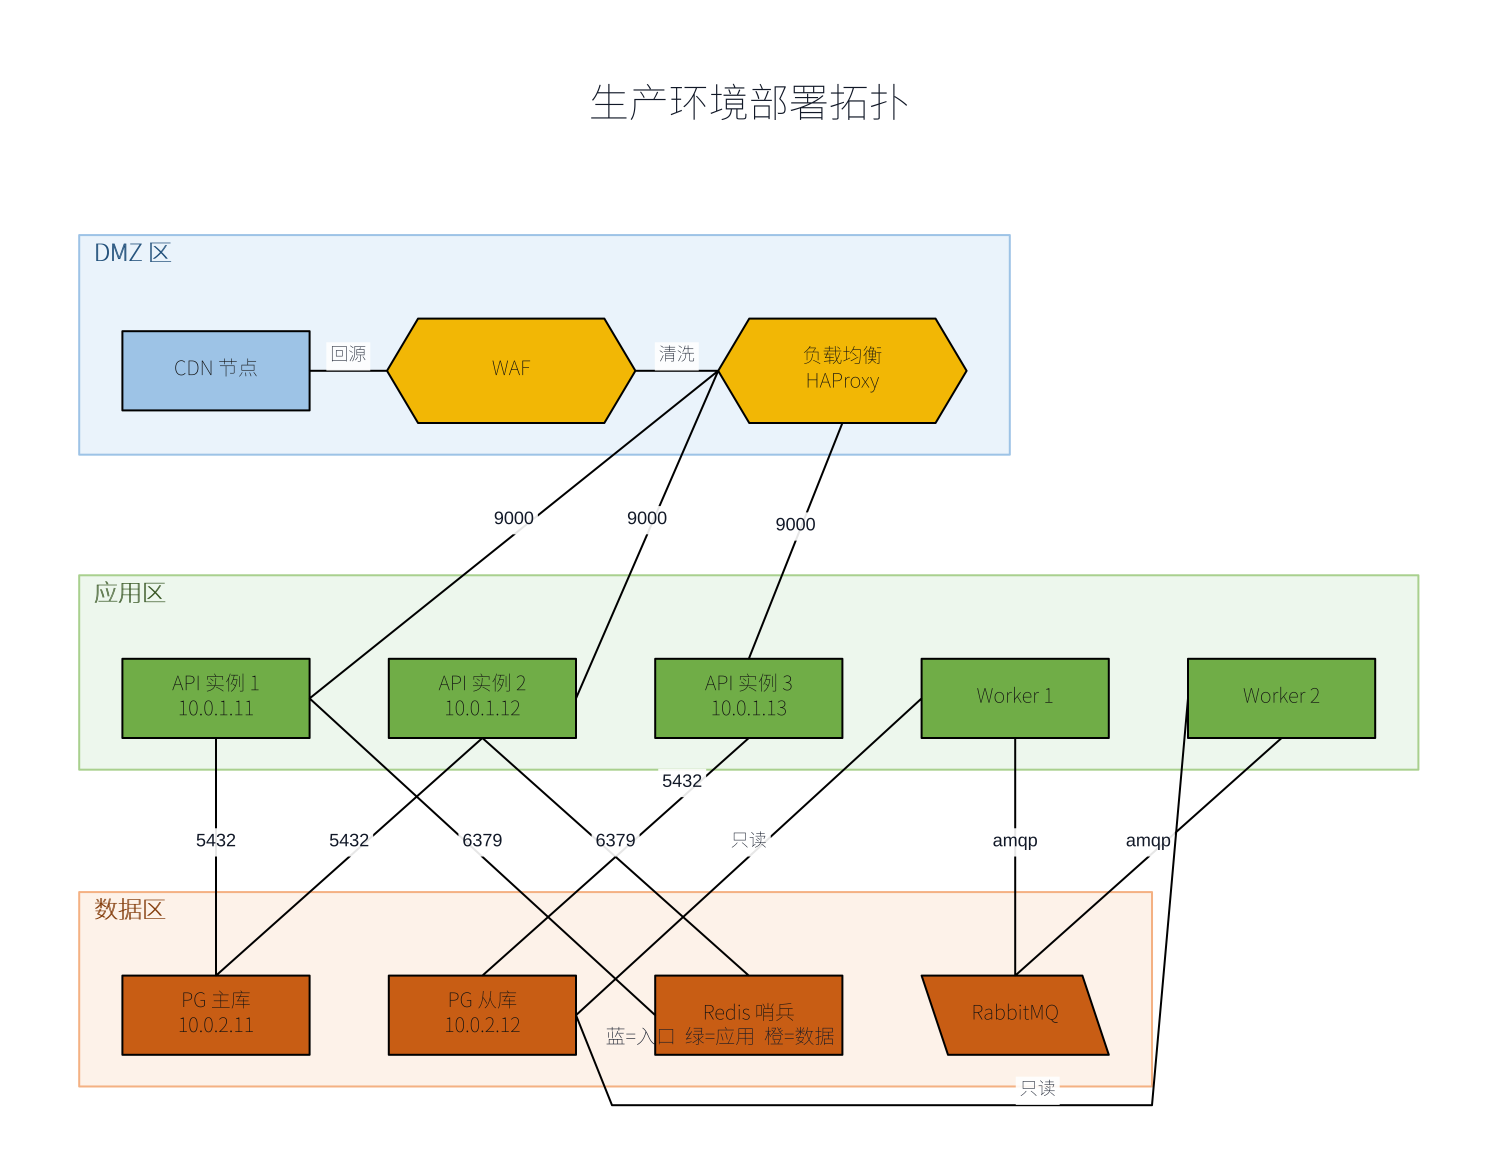 生产环境部署拓扑
DMZ 区
CDN 节点
回源
WAF
清洗
负载均衡
HAProxy
9000
9000
9000
应用区
API 实例 1
10.0.1.11
API 实例 2
10.0.1.12
API 实例 3
10.0.1.13
Worker 1
Worker 2
5432
5432
5432
6379
6379
只读
amqp
amqp
数据区
PG 主库
10.0.2.11
PG 从库
10.0.2.12
Redis 哨兵
蓝=入口 绿=应用 橙=数据
RabbitMQ
只读